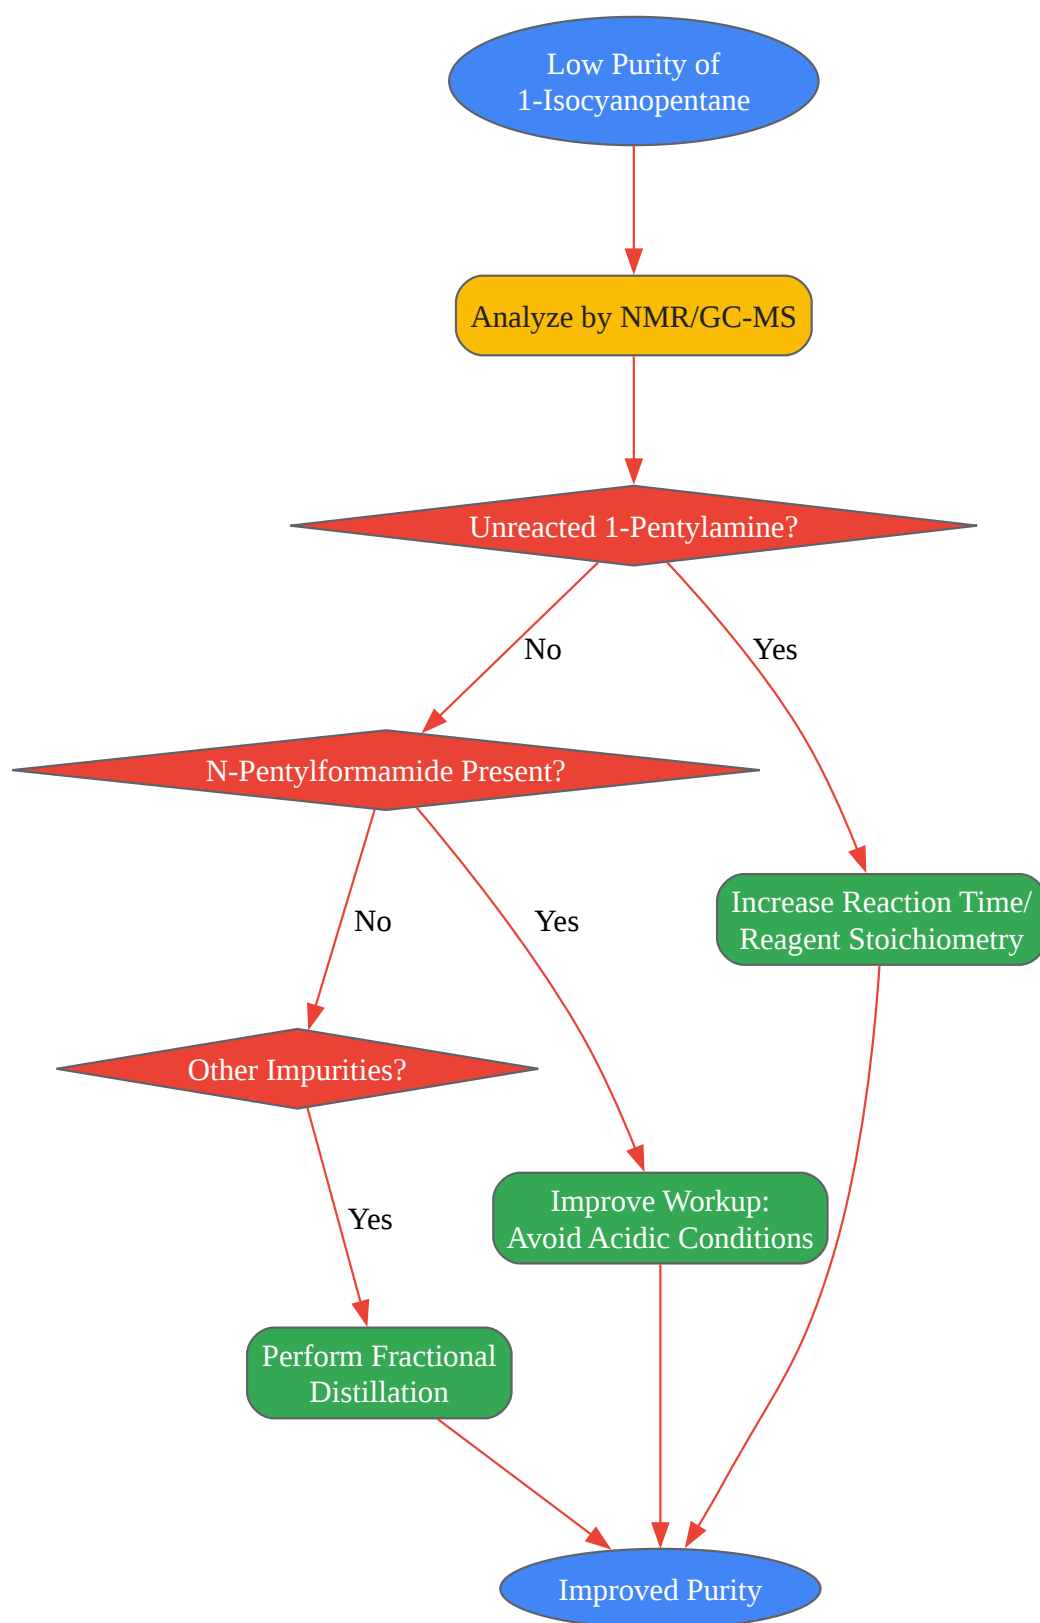 Low Purity of
1-Isocyanopentane
Analyze by NMR/GC-MS
Unreacted 1-Pentylamine?
No
Yes
N-Pentylformamide Present?
Increase Reaction Time/
Reagent Stoichiometry
No
Yes
Other Impurities?
Improve Workup:
Avoid Acidic Conditions
Yes
Perform Fractional
Distillation
Improved Purity